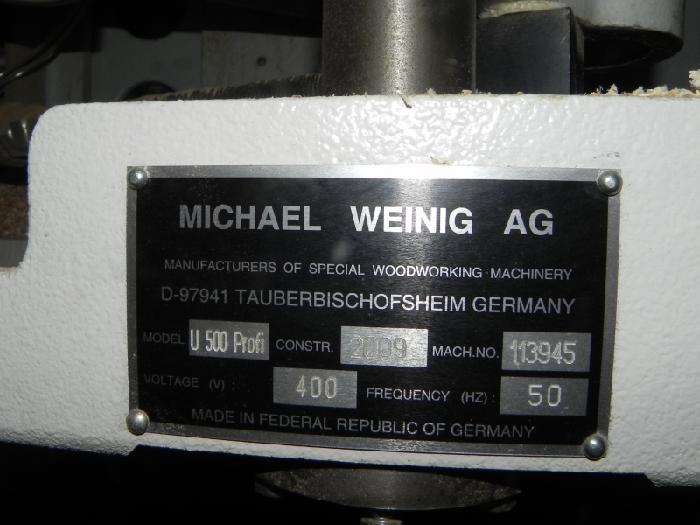 MICHAEL WEINIG AG
MANUFACTURERS OF SPECIAL WOODWORKING MACHINERY
D-97941 TAUBERBISCHOFSHEIM GERMANY
MODEL U 500 Profi CONSTR. 2009 MACH.NO. 113945
VOLTAGE (V) : 400 FREQUENCY (HZ) : 50
MADE IN FEDERAL REPUBLIC OF GERMANY